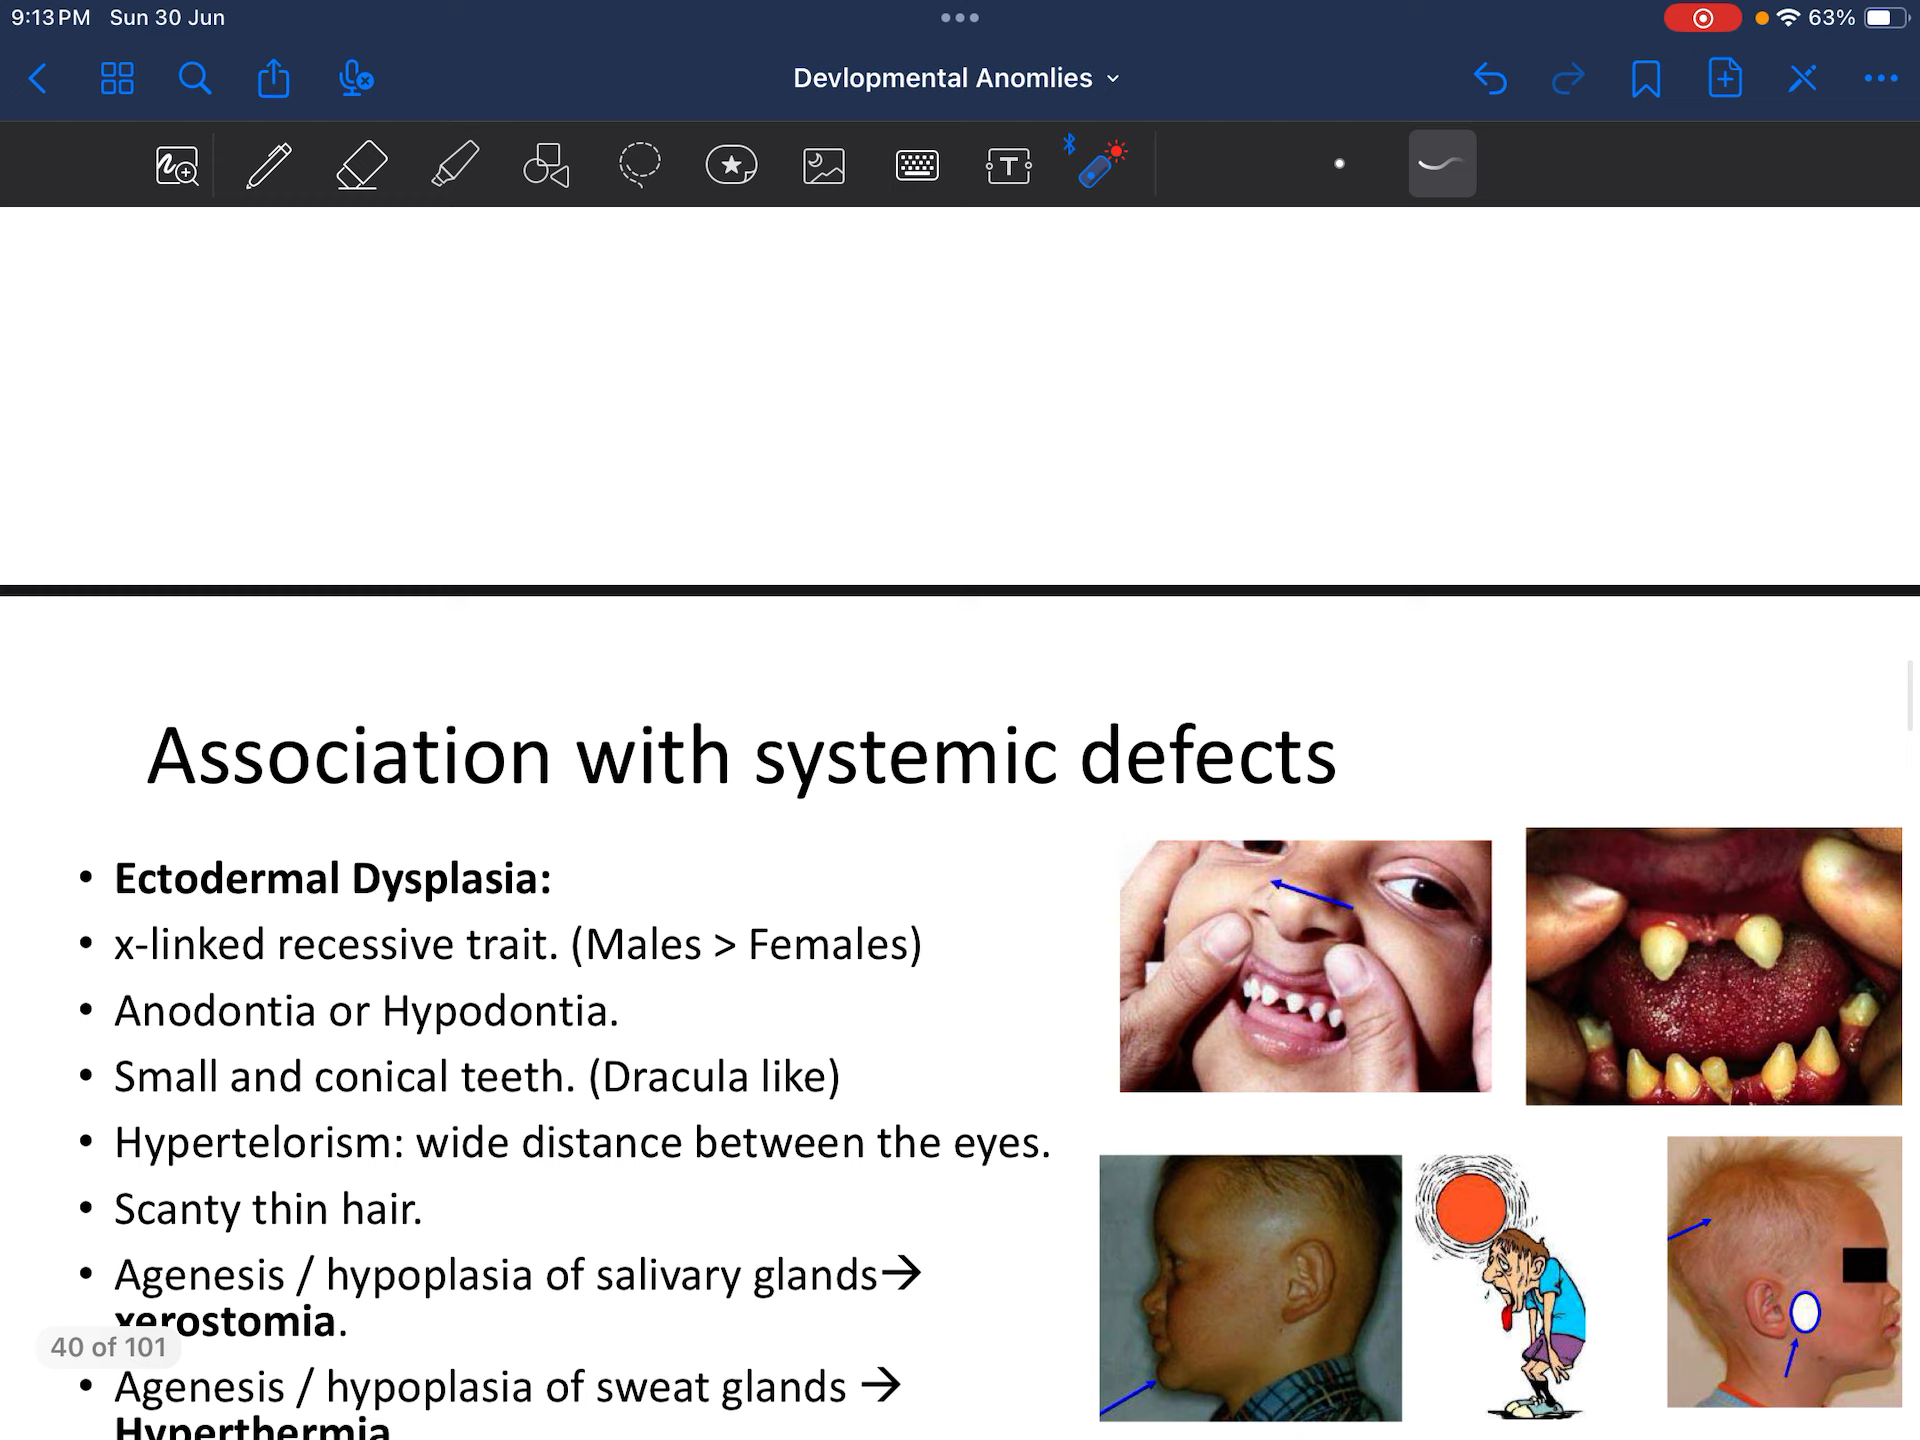 9:13 PM Sun 30 Jun
63%
Devlopmental Anomlies
T
Association with systemic defects
• Ectodermal Dysplasia:
• x-linked recessive trait. (Males > Females)
• Anodontia or Hypodontia.
• Small and conical teeth. (Dracula like)
• Hypertelorism: wide distance between the eyes.
• Scanty thin hair.
• Agenesis / hypoplasia of salivary glands→
xerostomia.
40 of 101
• Agenesis / hypoplasia of sweat glands →
Hyperthermia